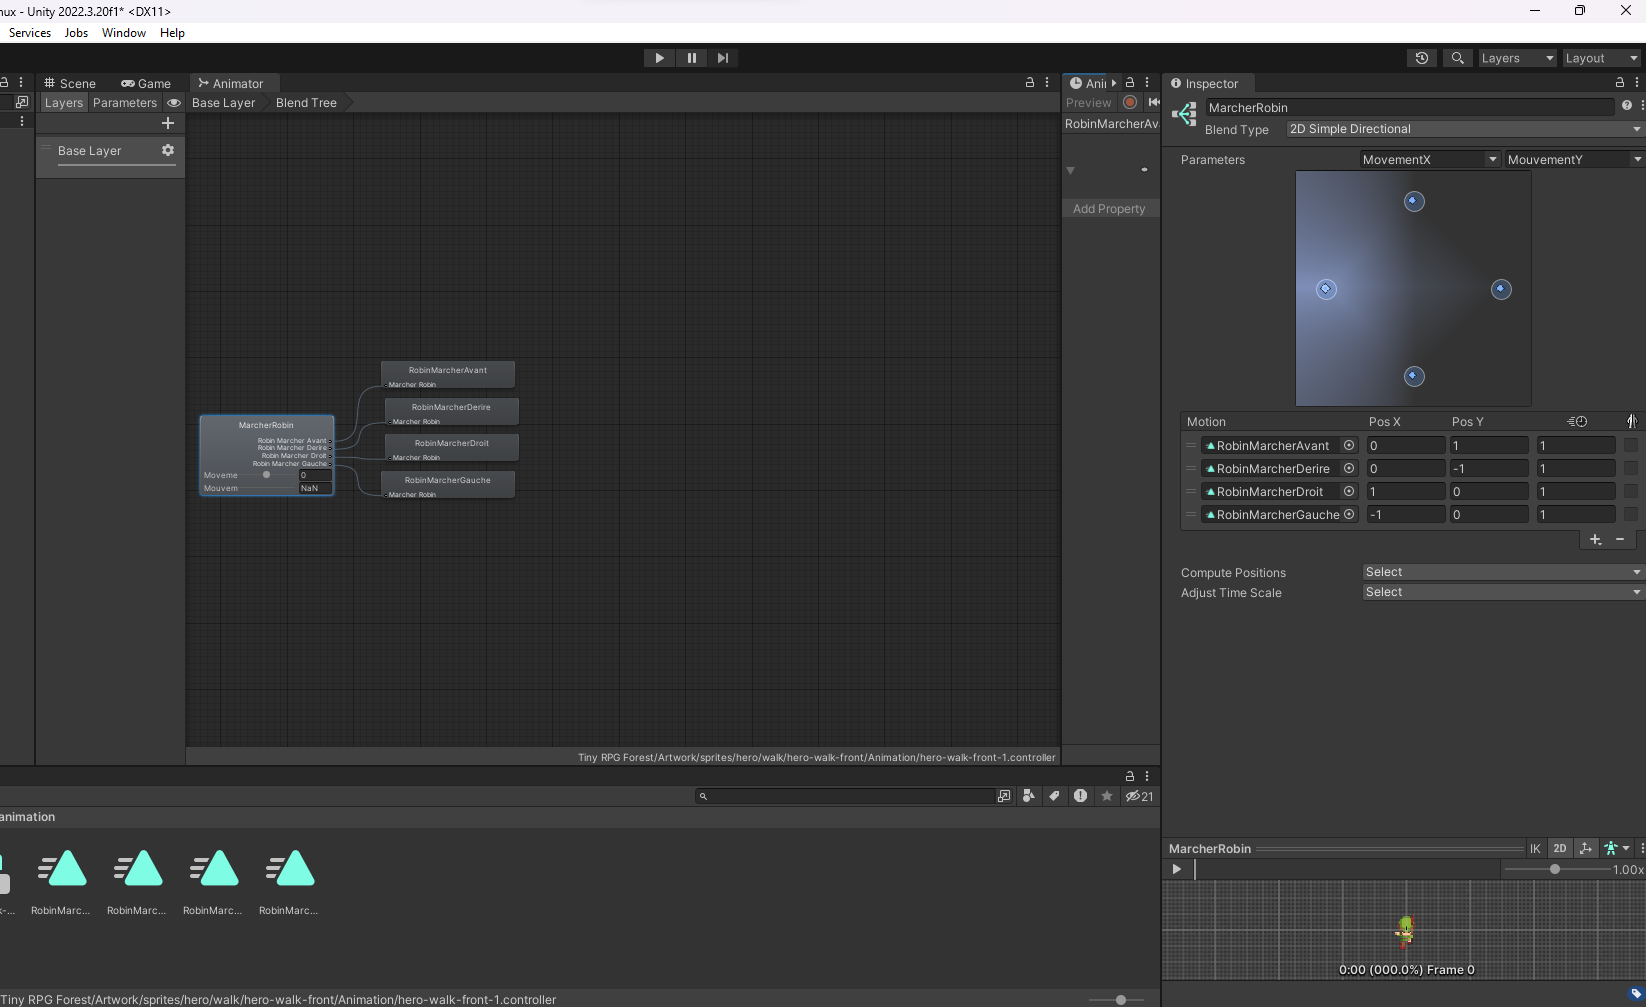 nux - Unity 2022.3.20f1* <DX11>
Services Jobs Window Help
Layers Layout
Scene Game Animator
Layers Parameters
Base Layer Blend Tree
Base Layer
MarcherRobin
Robin Marcher Avant
Robin Marcher Derire
Robin Marcher Droit
Robin Marcher Gauche
Moveme 0
Mouvem NaN
RobinMarcherAvant
Marcher Robin
RobinMarcherDerire
Marcher Robin
RobinMarcherDroit
Marcher Robin
RobinMarcherGauche
Marcher Robin
Tiny RPG Forest/Artwork/sprites/hero/walk/hero-walk-front/Animation/hero-walk-front-1.controller
Ani
Preview
RobinMarcherAv
Add Property
Inspector
MarcherRobin
Blend Type 2D Simple Directional
Parameters MovementX MouvementY
Motion Pos X Pos Y
RobinMarcherAvant 0 1 1
RobinMarcherDerire 0 -1 1
RobinMarcherDroit 1 0 1
RobinMarcherGauche -1 0 1
Compute Positions Select
Adjust Time Scale Select
21
animation
k-...
RobinMarc... RobinMarc... RobinMarc... RobinMarc...
Tiny RPG Forest/Artwork/sprites/hero/walk/hero-walk-front/Animation/hero-walk-front-1.controller
MarcherRobin IK 2D
1.00x
0:00 (000.0%) Frame 0